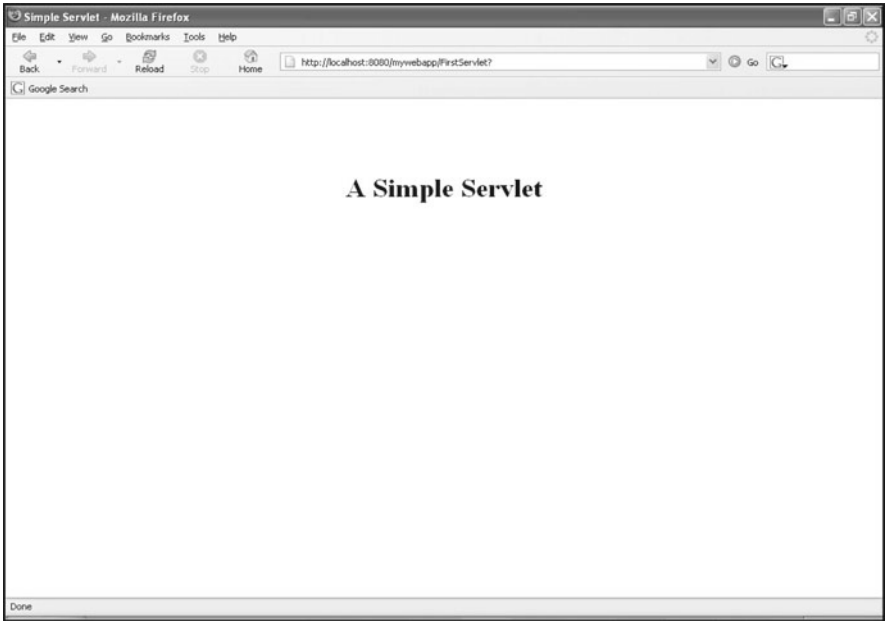 Simple Servlet - Mozilla Firefox
File Edit View Go Bookmarks Tools Help
Back Forward Reload Stop Home http://localhost:8080/mywebapp/FirstServlet? Go G
G Google Search
A Simple Servlet
Done